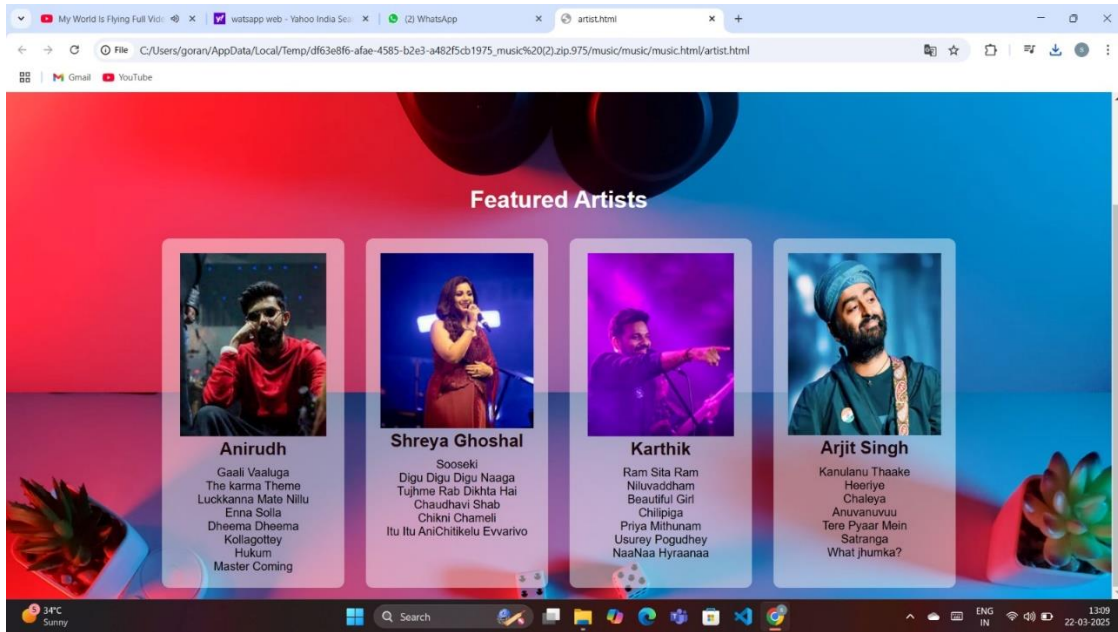 My World Is Flying Full Vide
watsapp web - Yahoo India Sea
(2) WhatsApp
artist.html
File C:/Users/goran/AppData/Local/Temp/df63e8f6-afae-4585-b2e3-a482f5cb1975_music%20(2).zip.975/music/music/music.html/artist.html
Gmail YouTube
Featured Artists
Anirudh
Gaali Vaaluga
The karma Theme
Luckkanna Mate Nillu
Enna Solla
Dheema Dheema
Kollagottey
Hukum
Master Coming
Shreya Ghoshal
Sooseki
Digu Digu Digu Naaga
Tujhme Rab Dikhta Hai
Chaudhavi Shab
Chikni Chameli
Itu Itu AniChitikelu Evvarivo
Karthik
Ram Sita Ram
Niluvaddham
Beautiful Girl
Chilipiga
Priya Mithunam
Usurey Pogudhey
NaaNaa Hyraanaa
Arjit Singh
Kanulanu Thaake
Heeriye
Chaleya
Anuvanuvuu
Tere Pyaar Mein
Satranga
What jhumka?
5
34°C
Sunny
Search
ENG
IN
13:09
22-03-2025